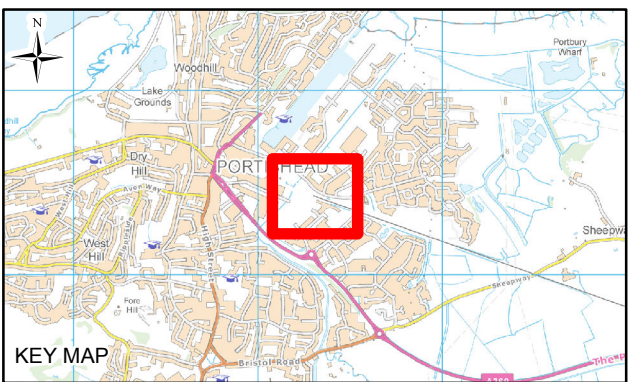 N
Portbury
Wharf
Woodhill
Lake
Grounds
Dry
Hill
PORTISHEAD
Avon Way
West
Hill
High Street
Sheepway
Fore
Hill
Bristol Road
The P
A369
KEY MAP